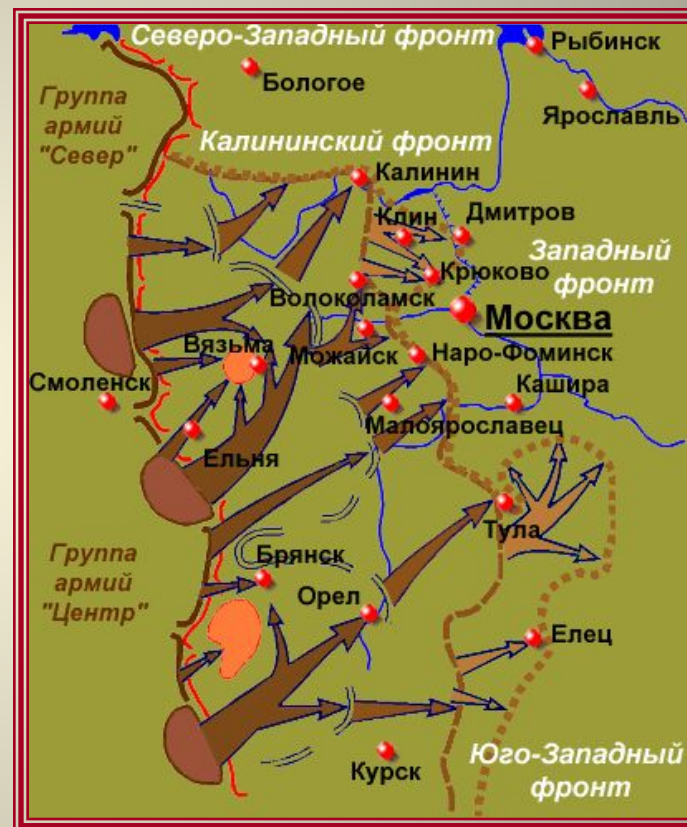 Северо-Западный фронт
Рыбинск
Бологое
Ярославль
Группа
армий
"Север"
Калининский фронт
Калинин
Клин
Дмитров
Западный
фронт
Крюково
Волоколамск
Москва
Вязьма
Можайск
Наро-Фоминск
Смоленск
Кашира
Малоярославец
Ельня
Тула
Группа
армий
"Центр"
Брянск
Орел
Елец
Курск
Юго-Западный
фронт